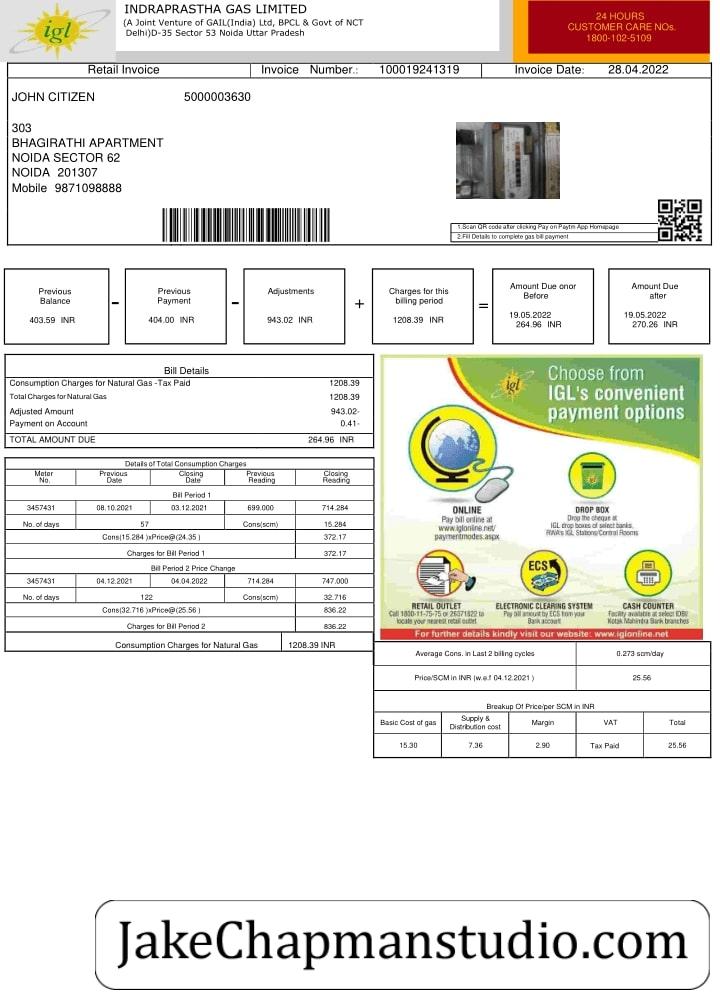 igl
INDRAPRASTHA GAS LIMITED
(A Joint Venture of GAIL(India) Ltd, BPCL & Govt of NCT
Delhi)D-35 Sector 53 Noida Uttar Pradesh
24 HOURS
CUSTOMER CARE NOs.
1800-102-5109
Retail Invoice Invoice Number.: 100019241319 Invoice Date: 28.04.2022
JOHN CITIZEN 5000003630
303
BHAGIRATHI APARTMENT
NOIDA SECTOR 62
NOIDA 201307
Mobile 9871098888
1.Scan QR code after clicking Pay on Paytm App Homepage
2.Fill Details to complete gas bill payment
Previous Balance 403.59 INR
-
Previous Payment 404.00 INR
-
Adjustments 943.02 INR
+
Charges for this billing period 1208.39 INR
=
Amount Due onor Before 19.05.2022 264.96 INR
Amount Due after 19.05.2022 270.26 INR
Bill Details
Consumption Charges for Natural Gas -Tax Paid 1208.39
Total Charges for Natural Gas 1208.39
Adjusted Amount 943.02-
Payment on Account 0.41-
TOTAL AMOUNT DUE 264.96 INR
Details of Total Consumption Charges
Meter No. Previous Date Closing Date Previous Reading Closing Reading
Bill Period 1
3457431 08.10.2021 03.12.2021 699.000 714.284
No. of days 57 Cons(scm) 15.284
Cons(15.284 )xPrice@(24.35 ) 372.17
Charges for Bill Period 1 372.17
Bill Period 2 Price Change
3457431 04.12.2021 04.04.2022 714.284 747.000
No. of days 122 Cons(scm) 32.716
Cons(32.716 )xPrice@(25.56 ) 836.22
Charges for Bill Period 2 836.22
Consumption Charges for Natural Gas 1208.39 INR
igl
Choose from
IGL's convenient
payment options
ONLINE
Pay bill online at
www.iglonline.net/
paymentmodes.aspx
DROP BOX
Drop the cheque at
IGL drop boxes of select banks,
RWA's IGL Stations/Control Rooms
RETAIL OUTLET
Call 1800-11-75-75 or 26371822 to
locate your nearest retail outlet
ECS
ELECTRONIC CLEARING SYSTEM
Pay bill amount by ECS from your
Bank account
CASH COUNTER
Facility available at select IDBI/
Kotak Mahindra Bank branches
For further details kindly visit our website: www.iglonline.net
Average Cons. in Last 2 billing cycles 0.273 scm/day
Price/SCM in INR (w.e.f 04.12.2021 ) 25.56
Breakup Of Price/per SCM in INR
Basic Cost of gas Supply & Distribution cost Margin VAT Total
15.30 7.36 2.90 Tax Paid 25.56
JakeChapmanstudio.com